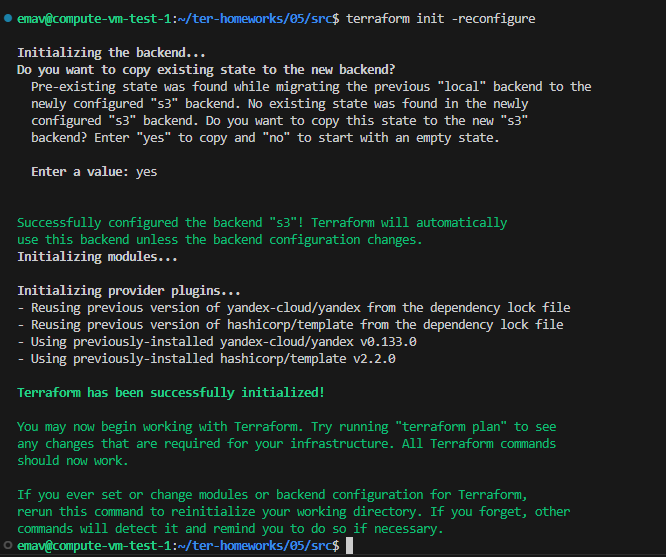 emav@compute-vm-test-1:~/ter-homeworks/05/src$ terraform init -reconfigure
Initializing the backend...
Do you want to copy existing state to the new backend?
Pre-existing state was found while migrating the previous "local" backend to the
newly configured "s3" backend. No existing state was found in the newly
configured "s3" backend. Do you want to copy this state to the new "s3"
backend? Enter "yes" to copy and "no" to start with an empty state.
Enter a value: yes
Successfully configured the backend "s3"! Terraform will automatically
use this backend unless the backend configuration changes.
Initializing modules...
Initializing provider plugins...
- Reusing previous version of yandex-cloud/yandex from the dependency lock file
- Reusing previous version of hashicorp/template from the dependency lock file
- Using previously-installed yandex-cloud/yandex v0.133.0
- Using previously-installed hashicorp/template v2.2.0
Terraform has been successfully initialized!
You may now begin working with Terraform. Try running "terraform plan" to see
any changes that are required for your infrastructure. All Terraform commands
should now work.
If you ever set or change modules or backend configuration for Terraform,
rerun this command to reinitialize your working directory. If you forget, other
commands will detect it and remind you to do so if necessary.
emav@compute-vm-test-1:~/ter-homeworks/05/src$